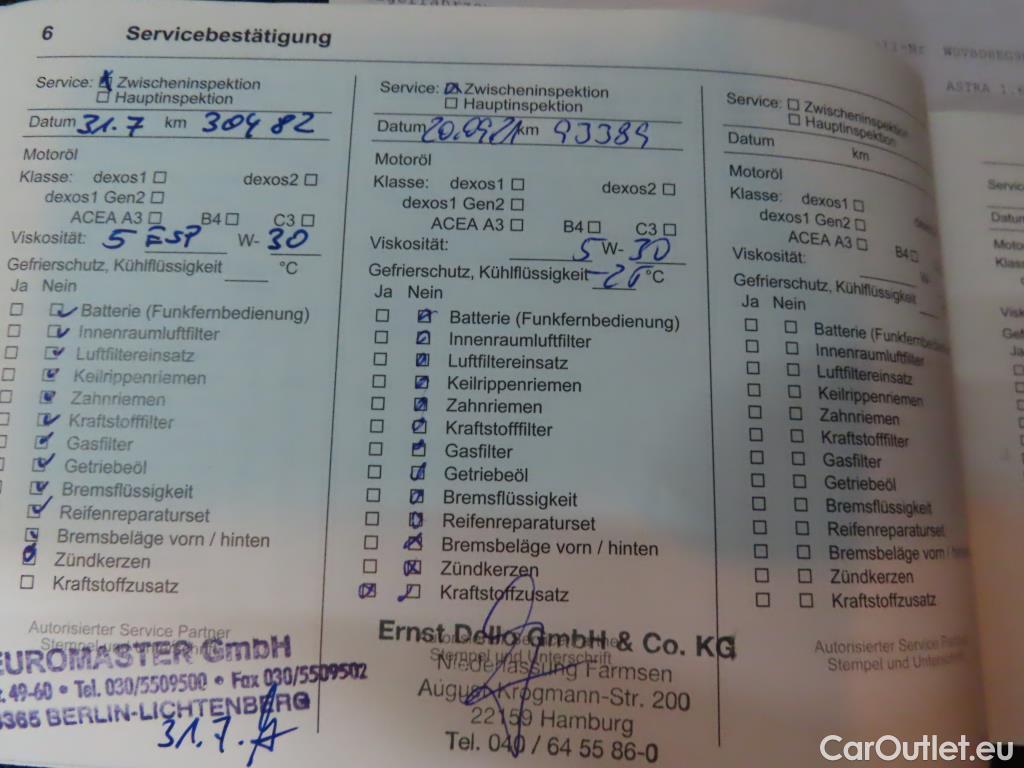 6 Servicebestätigung
Service: Zwischeninspektion
Hauptinspektion
Datum 31.7 km 30482
Motoröl
Klasse: dexos1 dexos2
dexos1 Gen2
ACEA A3 B4 C3
Viskosität: 5 ESP W- 30
Gefrierschutz, Kühlflüssigkeit °C
Ja Nein
Batterie (Funkfernbedienung)
Innenraumluftfilter
Luftfiltereinsatz
Keilrippenriemen
Zahnriemen
Kraftstofffilter
Gasfilter
Getriebeöl
Bremsflüssigkeit
Reifenreparaturset
Bremsbeläge vorn / hinten
Zündkerzen
Kraftstoffzusatz
Autorisierter Service Partner
Stempel und Unterschrift
EUROMASTER GmbH
49-60 • Tel. 030/5509500 • Fax 030/5509502
BERLIN-LICHTENBERG
31.7.
Service: Zwischeninspektion
Hauptinspektion
Datum 20.09.21 km 93389
Motoröl
Klasse: dexos1 dexos2
dexos1 Gen2
ACEA A3 B4 C3
Viskosität: 5 W- 30
Gefrierschutz, Kühlflüssigkeit °C
Ja Nein
Batterie (Funkfernbedienung)
Innenraumluftfilter
Luftfiltereinsatz
Keilrippenriemen
Zahnriemen
Kraftstofffilter
Gasfilter
Getriebeöl
Bremsflüssigkeit
Reifenreparaturset
Bremsbeläge vorn / hinten
Zündkerzen
Kraftstoffzusatz
Ernst Dello GmbH & Co. KG
Stempel und Unterschrift
Niederlassung Farmsen
August-Krogmann-Str. 200
22159 Hamburg
Tel. 040 / 64 55 86-0
Service: Zwischeninspektion
Hauptinspektion
Datum km
Motoröl
Klasse: dexos1
dexos1 Gen2
ACEA A3 B4
Viskosität: W-
Gefrierschutz, Kühlflüssigkeit
Ja Nein
Batterie (Funkfernbedienung
Innenraumluftfilter
Luftfiltereinsatz
Keilrippenriemen
Zahnriemen
Kraftstofffilter
Gasfilter
Getriebeöl
Bremsflüssigkeit
Reifenreparaturset
Bremsbeläge vorn / hinten
Zündkerzen
Kraftstoffzusatz
Autorisierter Service
Stempel und
ASTRA
CarOutlet.eu